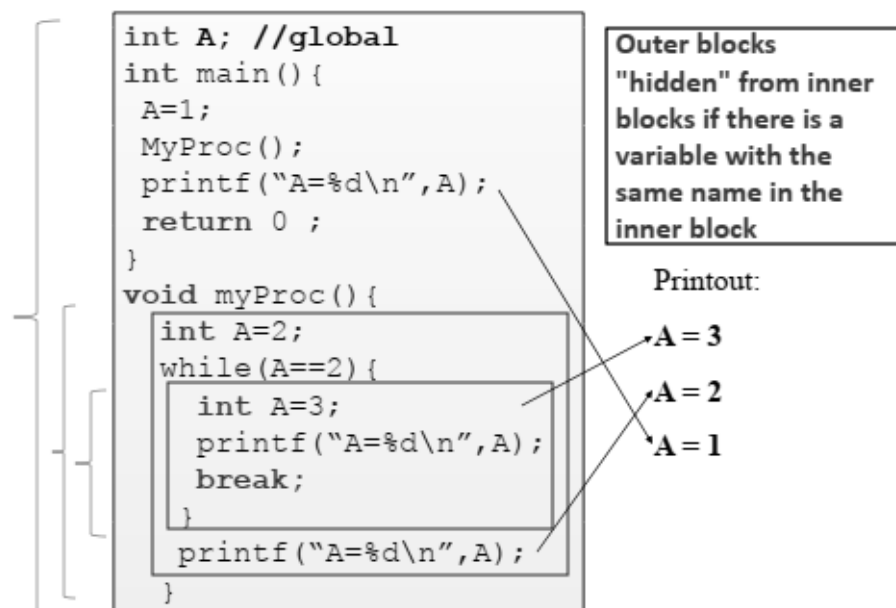 int A; //global
int main(){
A=1;
MyProc();
printf(“A=%d\n”,A);
return 0 ;
}
void myProc(){
int A=2;
while(A==2){
int A=3;
printf(“A=%d\n”,A);
break;
}
printf(“A=%d\n”,A);
}
Outer blocks
"hidden" from inner
blocks if there is a
variable with the
same name in the
inner block
Printout:
A = 3
A = 2
A = 1